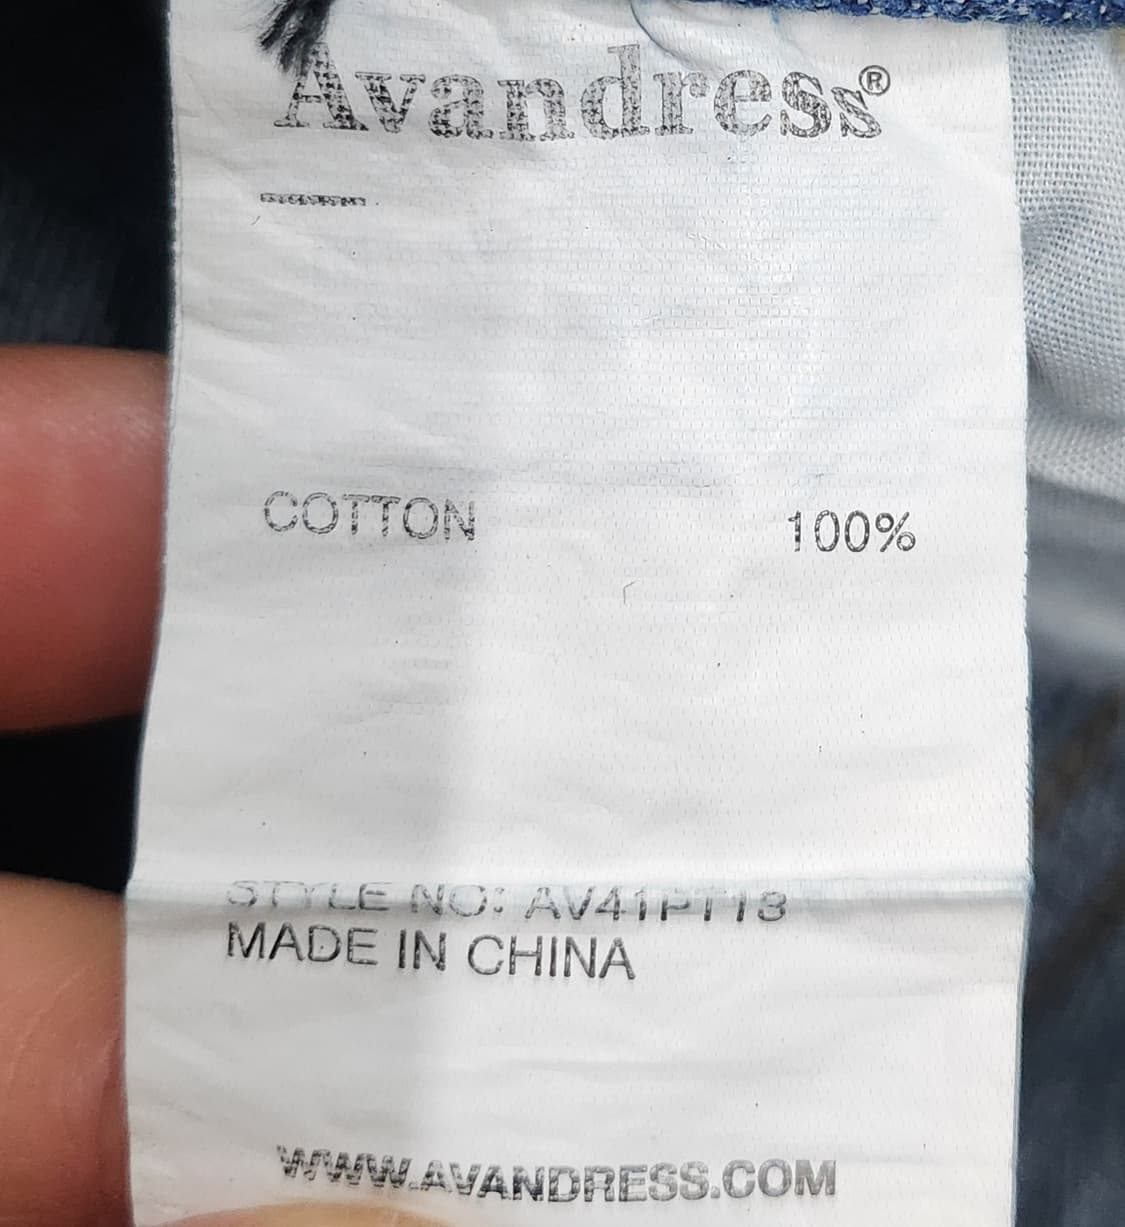 Avandress®
COTTON 100%
STYLE NO: AV41PT13
MADE IN CHINA
WWW.AVANDRESS.COM